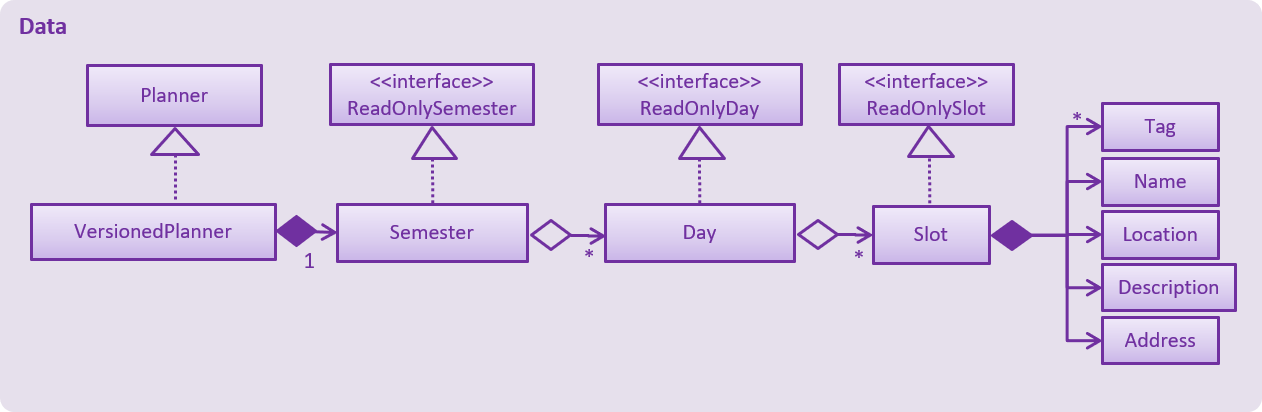 Data
Planner
<<interface>>
ReadOnlySemester
<<interface>>
ReadOnlyDay
<<interface>>
ReadOnlySlot
VersionedPlanner
1
Semester
*
Day
*
Slot
*
Tag
Name
Location
Description
Address